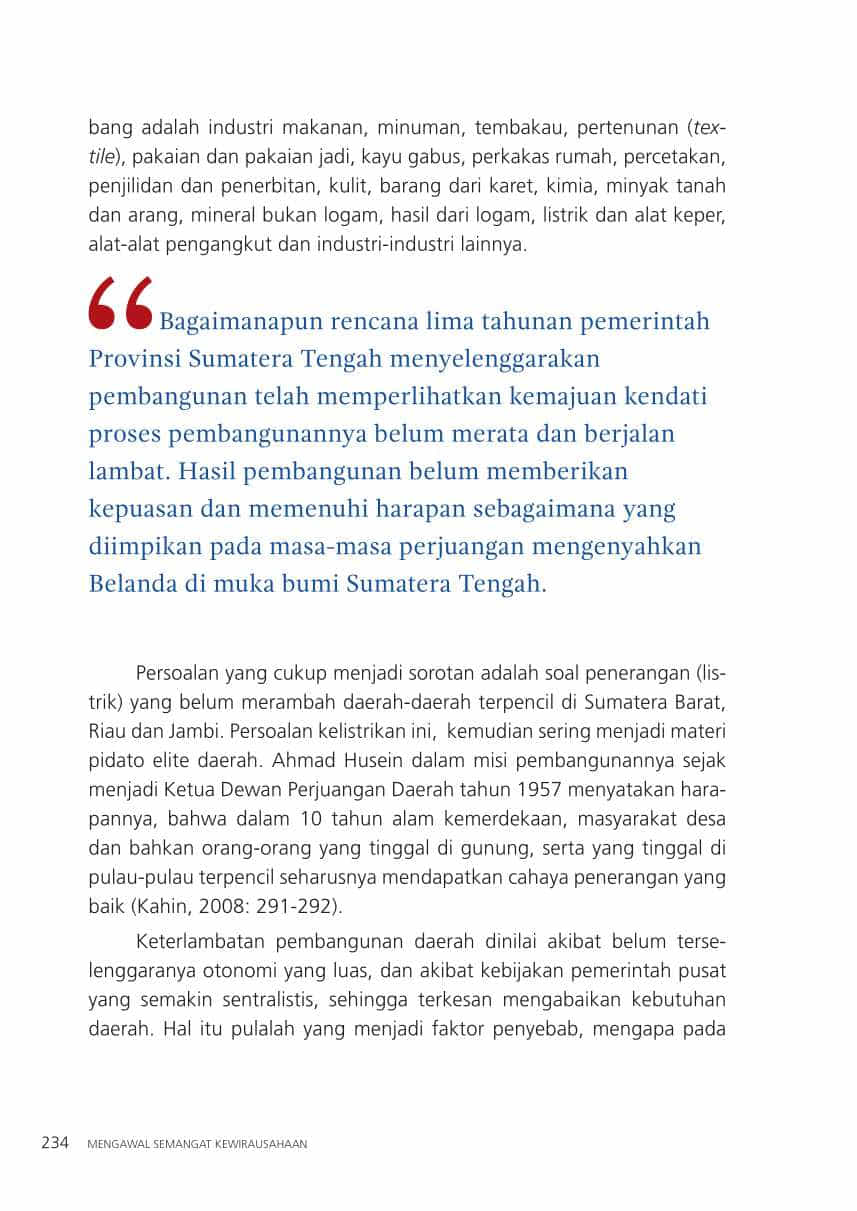 bang adalah industri makanan, minuman, tembakau, pertenunan (tex-
tile), pakaian dan pakaian jadi, kayu gabus, perkakas rumah, percetakan,
penjilidan dan penerbitan, kulit, barang dari karet, kimia, minyak tanah
dan arang, mineral bukan logam, hasil dari logam, listrik dan alat keper,
alat-alat pengangkut dan industri-industri lainnya.
“Bagaimanapun rencana lima tahunan pemerintah
Provinsi Sumatera Tengah menyelenggarakan
pembangunan telah memperlihatkan kemajuan kendati
proses pembangunannya belum merata dan berjalan
lambat. Hasil pembangunan belum memberikan
kepuasan dan memenuhi harapan sebagaimana yang
diimpikan pada masa-masa perjuangan mengenyahkan
Belanda di muka bumi Sumatera Tengah.
Persoalan yang cukup menjadi sorotan adalah soal penerangan (lis-
trik) yang belum merambah daerah-daerah terpencil di Sumatera Barat,
Riau dan Jambi. Persoalan kelistrikan ini, kemudian sering menjadi materi
pidato elite daerah. Ahmad Husein dalam misi pembangunannya sejak
menjadi Ketua Dewan Perjuangan Daerah tahun 1957 menyatakan hara-
pannya, bahwa dalam 10 tahun alam kemerdekaan, masyarakat desa
dan bahkan orang-orang yang tinggal di gunung, serta yang tinggal di
pulau-pulau terpencil seharusnya mendapatkan cahaya penerangan yang
baik (Kahin, 2008: 291-292).
Keterlambatan pembangunan daerah dinilai akibat belum terse-
lenggaranya otonomi yang luas, dan akibat kebijakan pemerintah pusat
yang semakin sentralistis, sehingga terkesan mengabaikan kebutuhan
daerah. Hal itu pulalah yang menjadi faktor penyebab, mengapa pada
234 MENGAWAL SEMANGAT KEWIRAUSAHAAN